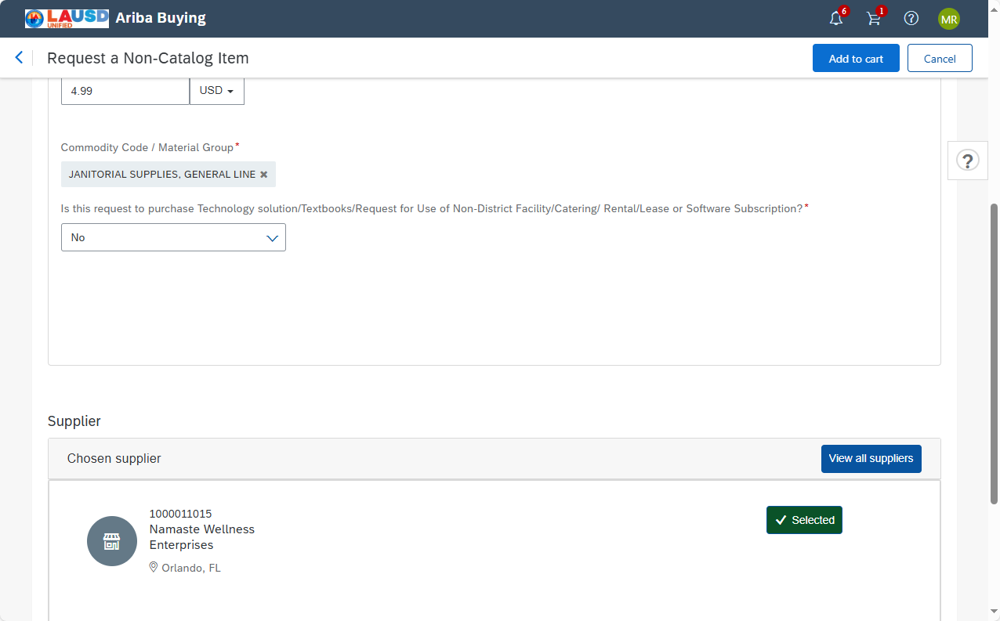 LAUSD
UNIFIED
Ariba Buying
6
1
MR
Request a Non-Catalog Item
Add to cart
Cancel
4.99
USD
?
Commodity Code / Material Group*
JANITORIAL SUPPLIES, GENERAL LINE ✖
Is this request to purchase Technology solution/Textbooks/Request for Use of Non-District Facility/Catering/ Rental/Lease or Software Subscription?*
No
Supplier
Chosen supplier
View all suppliers
1000011015
Namaste Wellness
Enterprises
Orlando, FL
✔ Selected